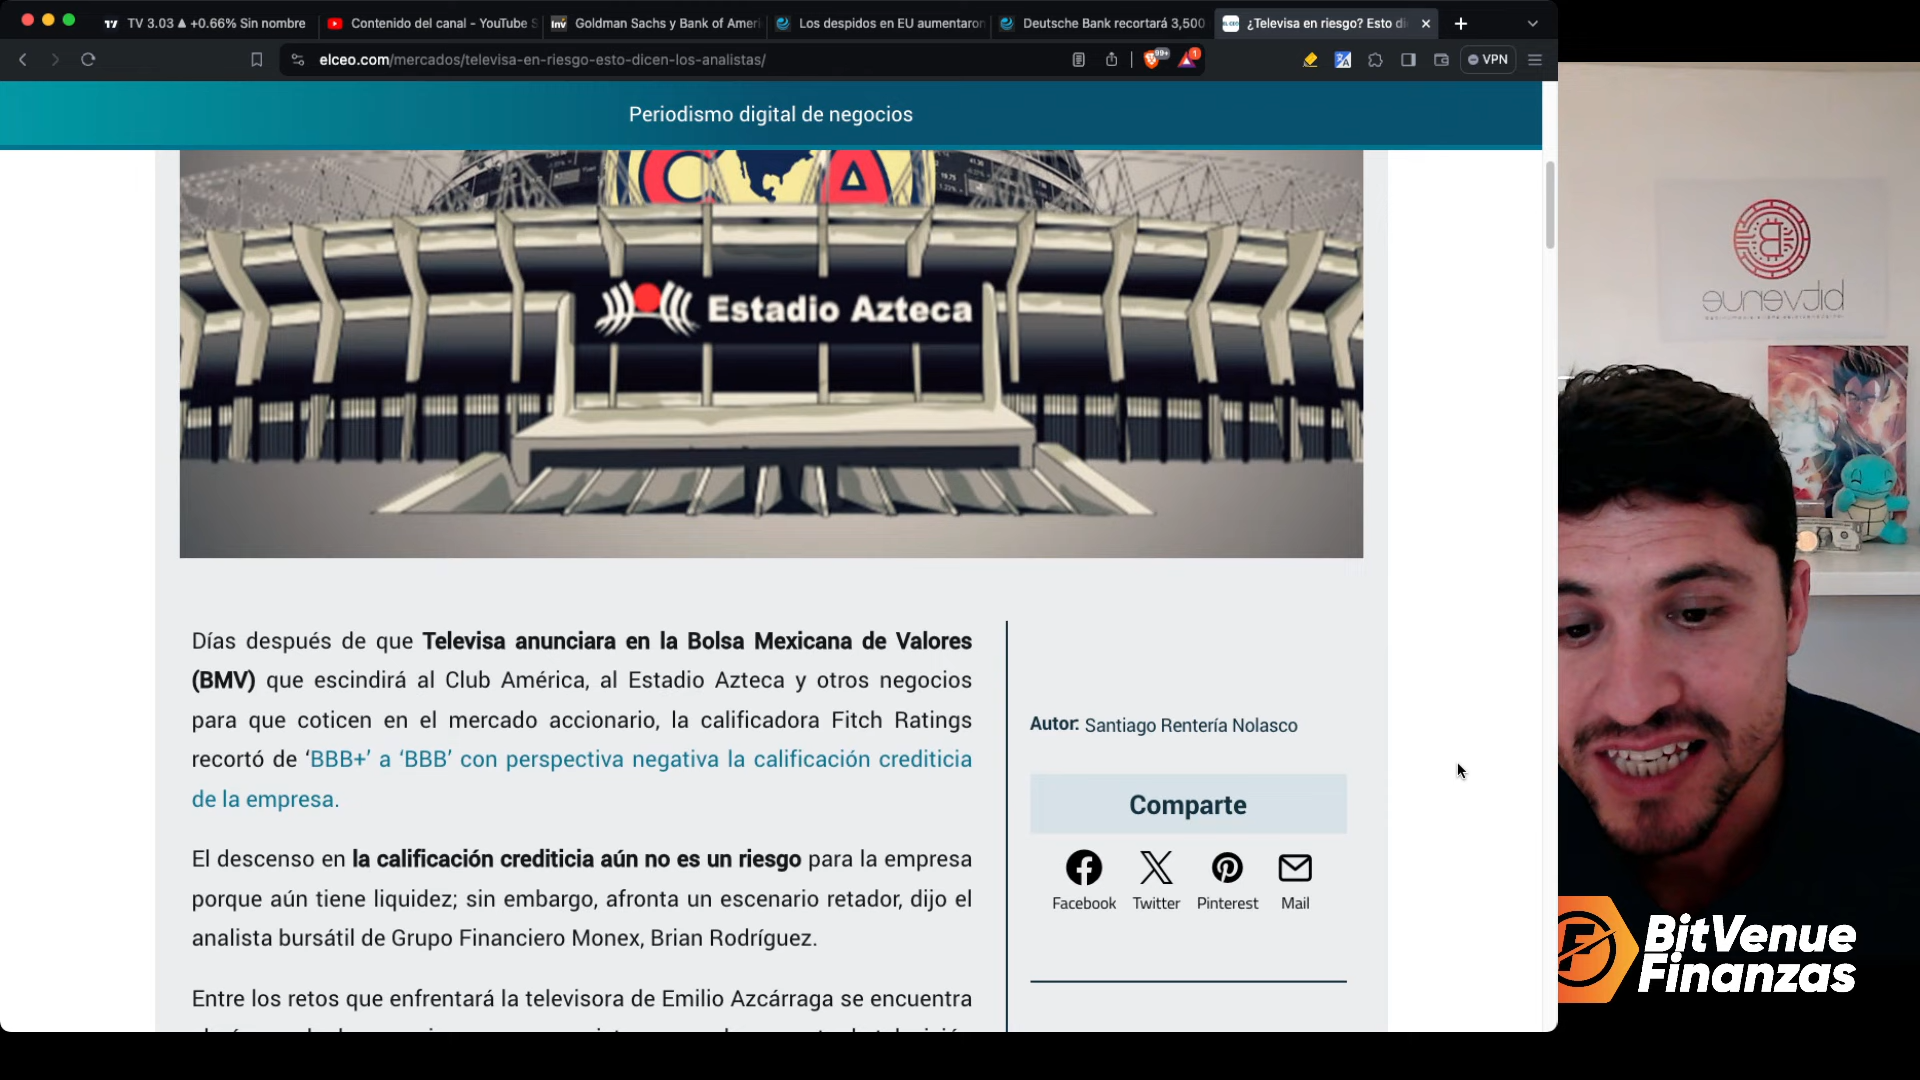 TV 3.03 ▲ +0.66% Sin nombre
Contenido del canal - YouTube S
Inv
Goldman Sachs y Bank of Ameri
Los despidos en EU aumentaron
Deutsche Bank recortará 3,500
¿Televisa en riesgo? Esto di
elceo.com/mercados/televisa-en-riesgo-esto-dicen-los-analistas/
99+
1
VPN
Periodismo digital de negocios
CA
Estadio Azteca
Días después de que Televisa anunciara en la Bolsa Mexicana de Valores
(BMV) que escindirá al Club América, al Estadio Azteca y otros negocios
para que coticen en el mercado accionario, la calificadora Fitch Ratings
recortó de ‘BBB+’ a ‘BBB’ con perspectiva negativa la calificación crediticia
de la empresa.
El descenso en la calificación crediticia aún no es un riesgo para la empresa
porque aún tiene liquidez; sin embargo, afronta un escenario retador, dijo el
analista bursátil de Grupo Financiero Monex, Brian Rodríguez.
Entre los retos que enfrentará la televisora de Emilio Azcárraga se encuentra
Autor: Santiago Rentería Nolasco
Comparte
Facebook Twitter Pinterest Mail
bitvenue
BitVenue
Finanzas